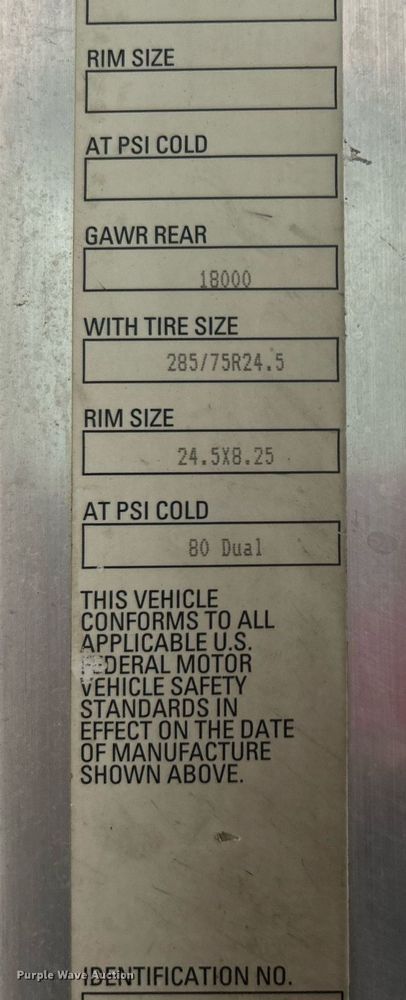 RIM SIZE
AT PSI COLD
GAWR REAR
18000
WITH TIRE SIZE
285/75R24.5
RIM SIZE
24.5X8.25
AT PSI COLD
80 Dual
THIS VEHICLE
CONFORMS TO ALL
APPLICABLE U.S.
FEDERAL MOTOR
VEHICLE SAFETY
STANDARDS IN
EFFECT ON THE DATE
OF MANUFACTURE
SHOWN ABOVE.
IDENTIFICATION NO.
Purple Wave Auction